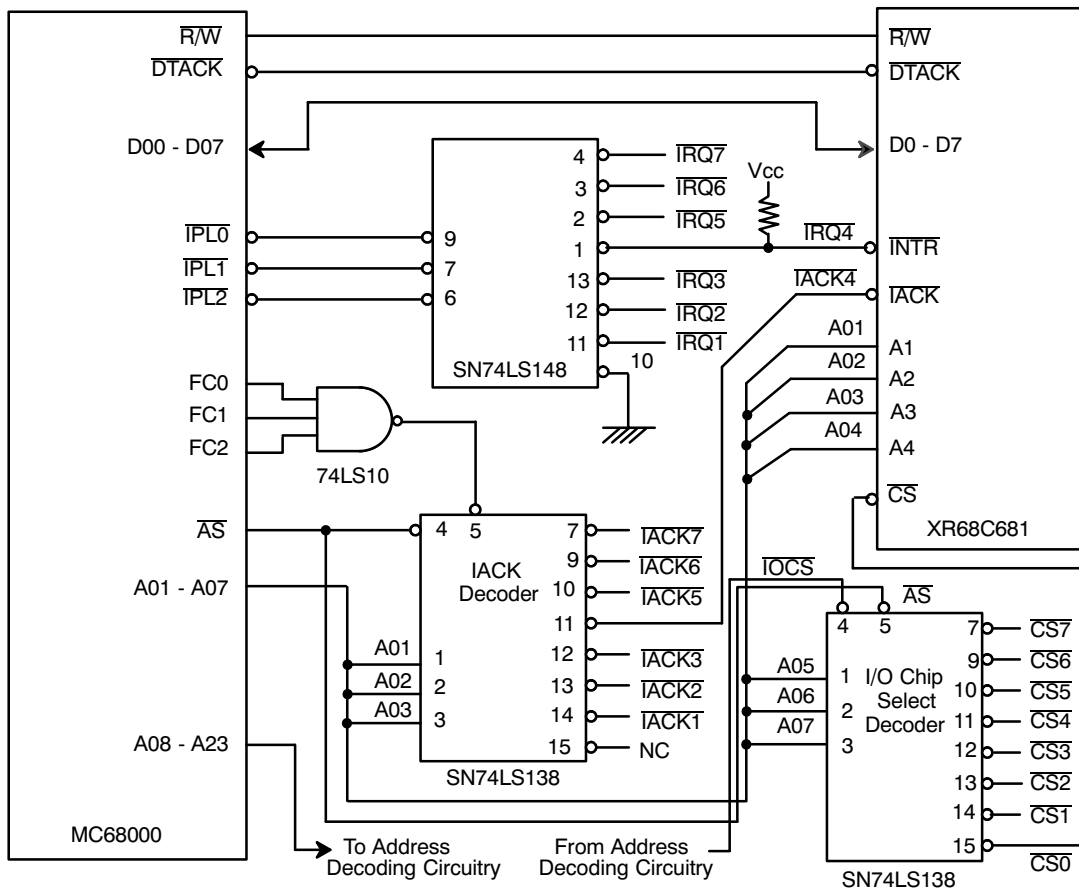 R/W
R/W
DTACK
DTACK
D00 - D07
D0 - D7
4
IRQ7
3
IRQ6
2
IRQ5
Vcc
IPL0
9
1
IRQ4
INTR
IPL1
7
13
IRQ3
IACK4
IPL2
6
12
IRQ2
IACK
11
IRQ1
A01
A1
SN74LS148
10
A02
A2
FC0
A03
A3
FC1
A04
A4
FC2
74LS10
CS
XR68C681
AS
4
5
7
IACK7
IACK
Decoder
9
IACK6
IOCS
A01 - A07
10
IACK5
AS
11
4
5
7
CS7
A01
1
12
IACK3
A05
1
I/O Chip
Select
Decoder
9
CS6
A02
2
13
IACK2
A06
2
10
CS5
A03
3
14
IACK1
A07
3
11
CS4
A08 - A23
15
NC
12
CS3
SN74LS138
13
CS2
14
CS1
MC68000
To Address
Decoding Circuitry
From Address
Decoding Circuitry
15
CS0
SN74LS138